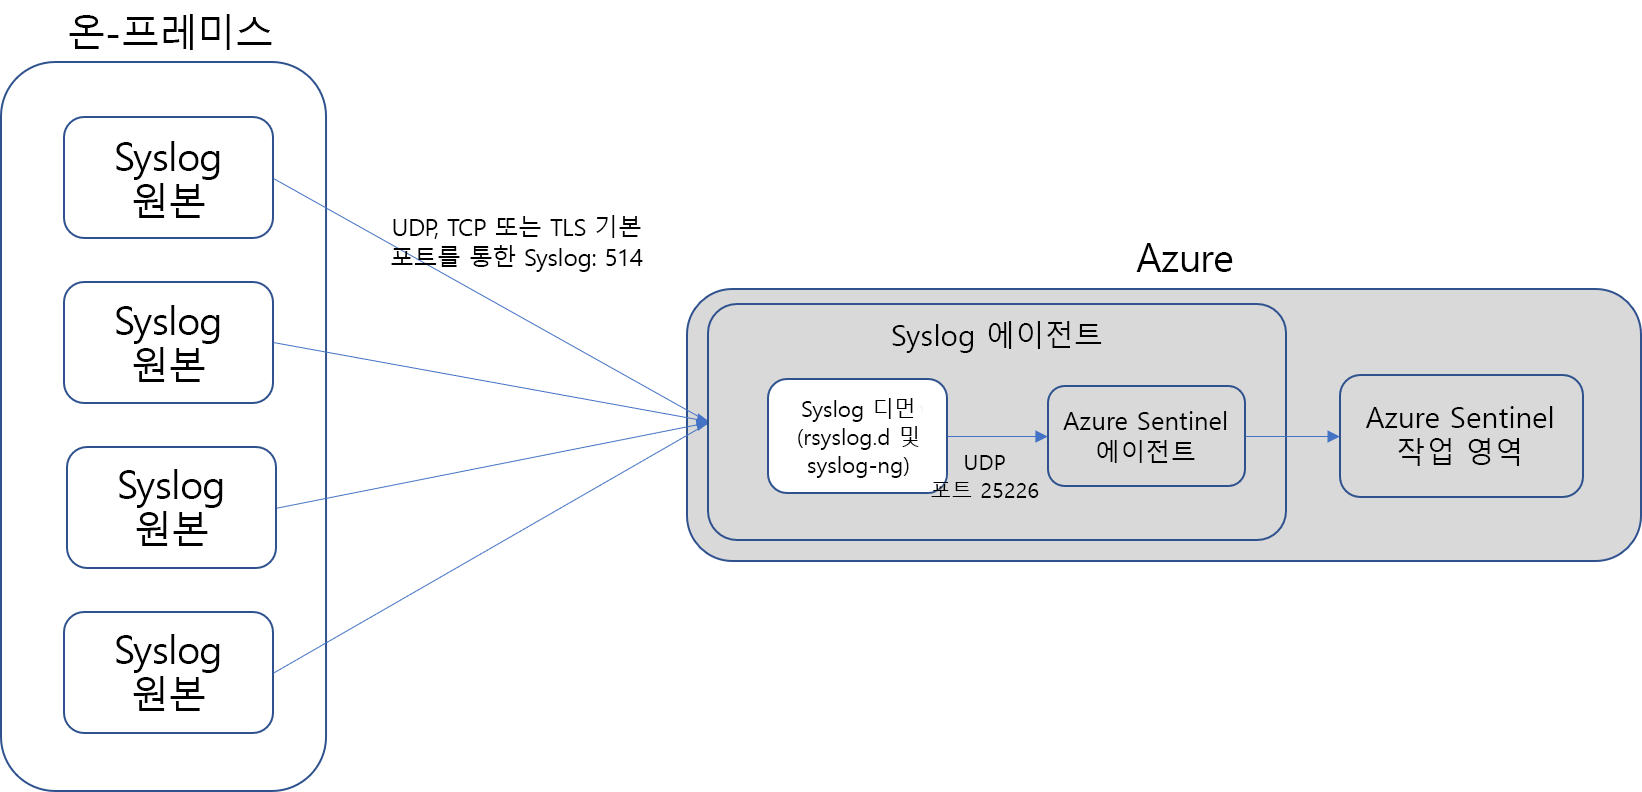 온-프레미스
Syslog
원본
Syslog
원본
Syslog
원본
Syslog
원본
UDP, TCP 또는 TLS 기본
포트를 통한 Syslog: 514
Azure
Syslog 에이전트
Syslog 디먼
(rsyslog.d 및
syslog-ng)
UDP
포트 25226
Azure Sentinel
에이전트
Azure Sentinel
작업 영역